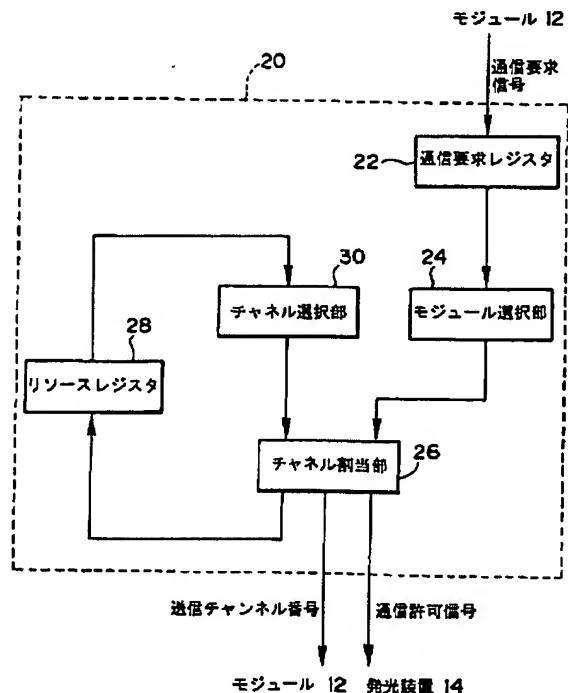 モジュール 12
通信要求
信号
20
22
通信要求レジスタ
30
24
チャネル選択部
モジュール選択部
28
リソースレジスタ
チャネル割当部
26
送信チャンネル番号
通信許可信号
モジュール 12 発光装置 14